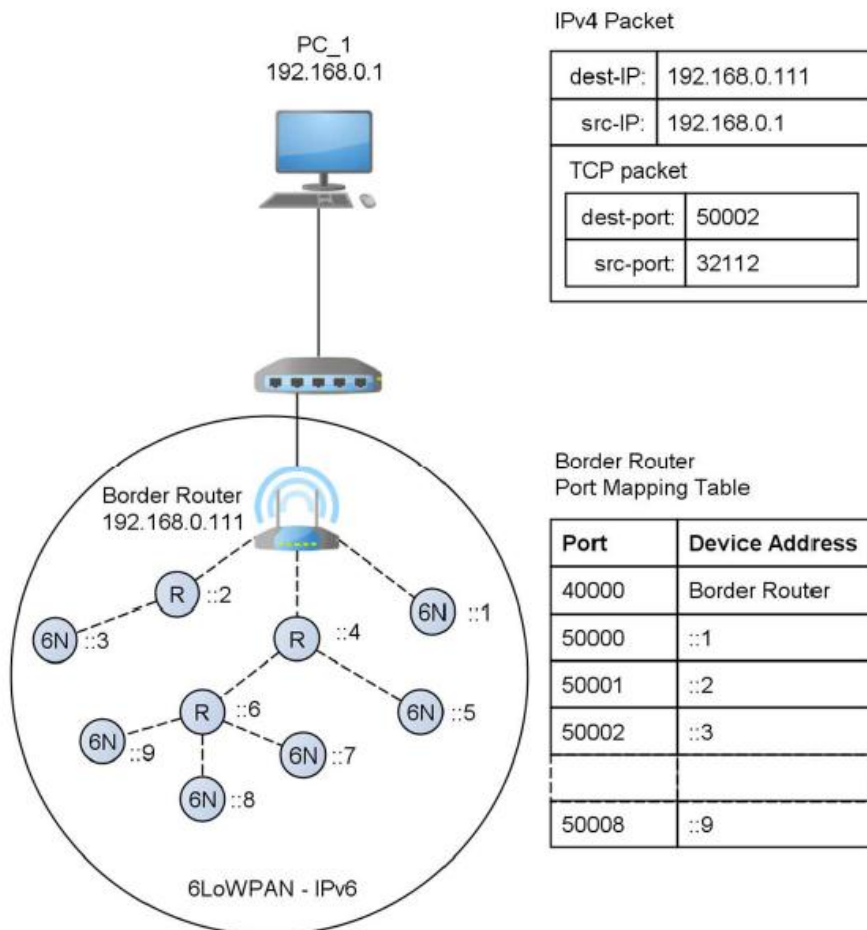 PC_1
192.168.0.1
IPv4 Packet
dest-IP: 192.168.0.111
src-IP: 192.168.0.1
TCP packet
dest-port: 50002
src-port: 32112
Border Router
192.168.0.111
R ::2
6N ::1
6N ::3
R ::4
R ::6
6N ::5
6N ::9
6N ::7
6N ::8
6LoWPAN - IPv6
Border Router
Port Mapping Table
Port Device Address
40000 Border Router
50000 ::1
50001 ::2
50002 ::3
50008 ::9